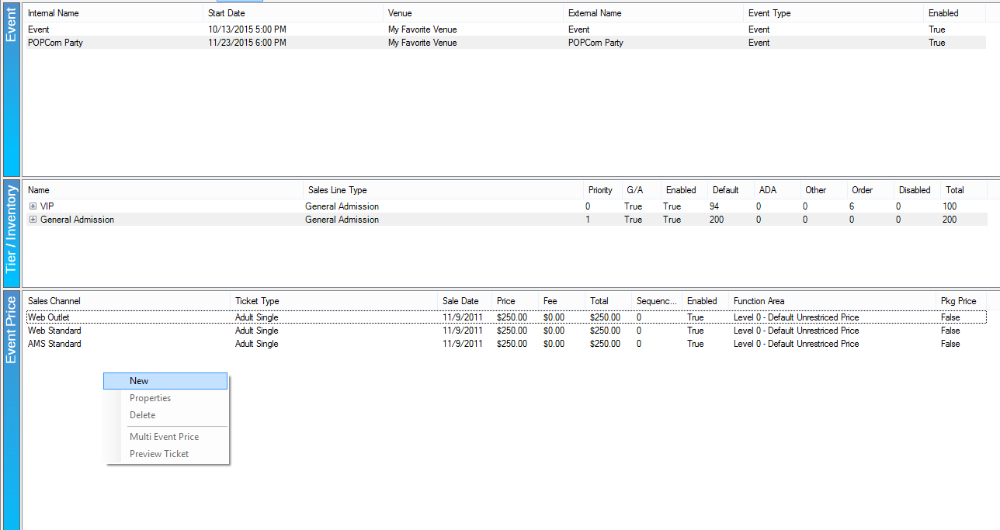 Event
Internal Name Start Date Venue External Name Event Type Enabled
Event 10/13/2015 5:00 PM My Favorite Venue Event Event True
POPCorn Party 11/23/2015 6:00 PM My Favorite Venue POPCorn Party Event True
Tier / Inventory
Name Sales Line Type Priority G/A Enabled Default ADA Other Order Disabled Total
VIP General Admission 0 True True 94 0 0 6 0 100
General Admission General Admission 1 True True 200 0 0 0 0 200
Event Price
Sales Channel Ticket Type Sale Date Price Fee Total Sequenc... Enabled Function Area Pkg Price
Web Outlet Adult Single 11/9/2011 $250.00 $0.00 $250.00 0 True Level 0 - Default Unrestriced Price False
Web Standard Adult Single 11/9/2011 $250.00 $0.00 $250.00 0 True Level 0 - Default Unrestriced Price False
AMS Standard Adult Single 11/9/2011 $250.00 $0.00 $250.00 0 True Level 0 - Default Unrestriced Price False
New
Properties
Delete
Multi Event Price
Preview Ticket